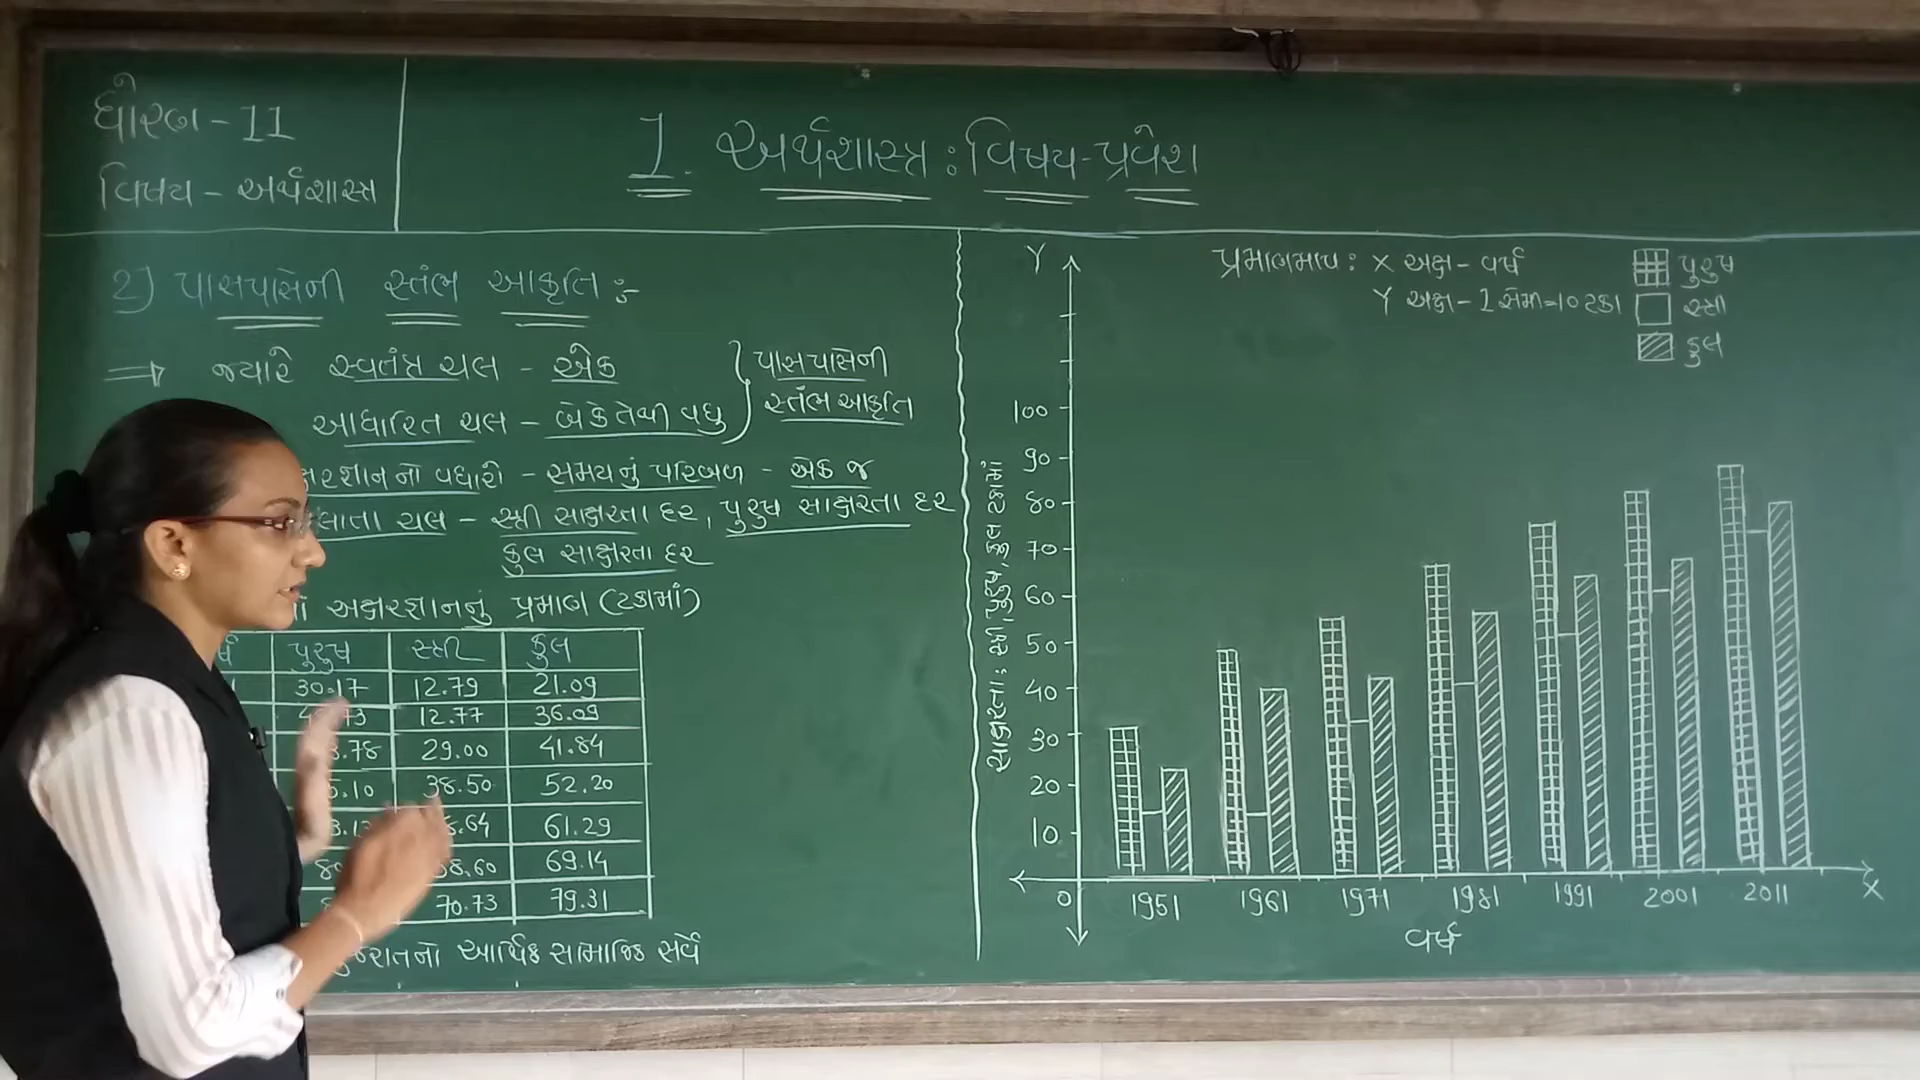 ધોરણ - 11
વિષય - અર્થશાસ્ત્ર
1. અર્થશાસ્ત્ર : વિષય-પ્રવેશ
2) પાસપાસેની સ્તંભ આકૃતિ :-
⇒ જ્યારે સ્વતંત્ર ચલ - એક
આધારિત ચલ - બે કે તેથી વધુ
પાસપાસેની
સ્તંભ આકૃતિ
નો વધારો - સમયનું પરિબળ - એક જ
ચલ - સ્ત્રી સાક્ષરતા દર, પુરુષ સાક્ષરતા દર
કુલ સાક્ષરતા દર
અક્ષરજ્ઞાનનું પ્રમાણ (ટકામાં)
પુરુષ સ્ત્રી કુલ
30.17 12.79 21.09
12.77 36.09
29.00 41.84
38.50 52.20
61.29
69.14
70.73 79.31
આર્થિક સામાજિક સર્વે
પ્રમાણમાપ : X અક્ષ - વર્ષ
Y અક્ષ - 1 સેમી = 10 ટકા
પુરુષ
સ્ત્રી
કુલ
Y
100
90
80
70
60
50
40
30
20
10
0
સાક્ષરતા : સ્ત્રી, પુરુષ, કુલ ટકામાં
1951 1961 1971 1981 1991 2001 2011
X
વર્ષ